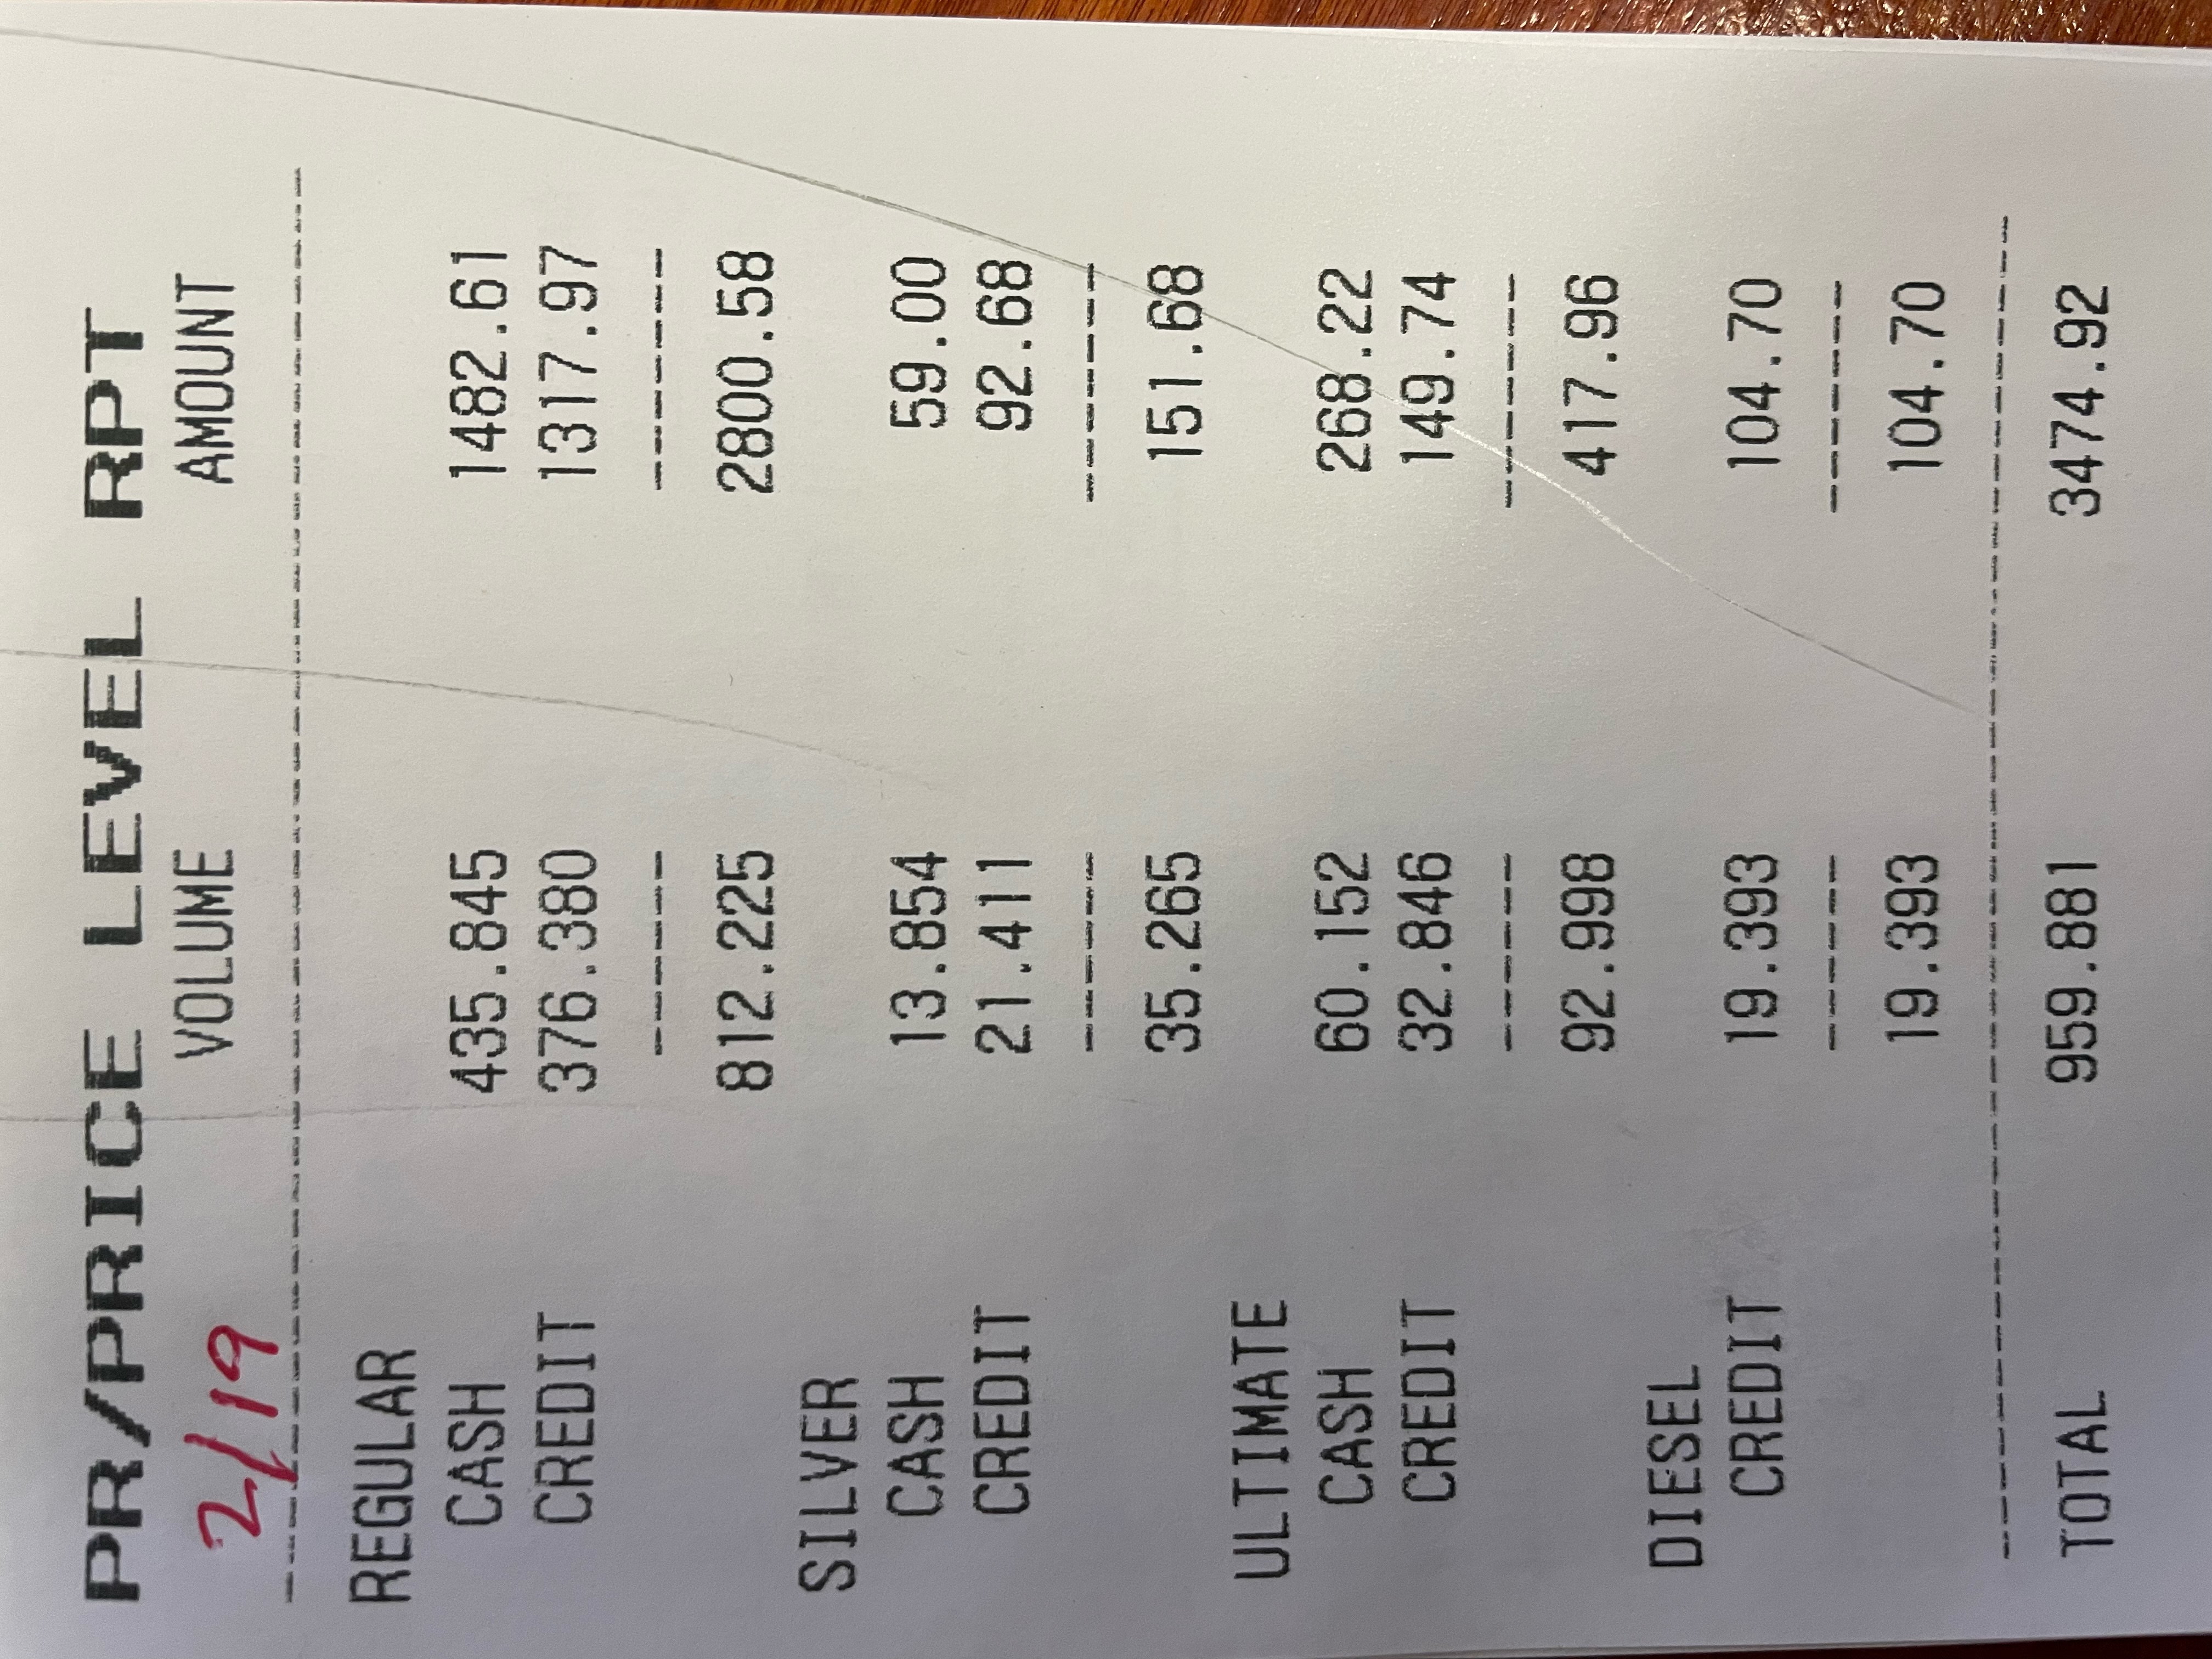 PR/PRICE LEVEL RPT
VOLUME AMOUNT
2/19
REGULAR
CASH 435.845 1482.61
CREDIT 376.380 1317.97
812.225 2800.58
SILVER
CASH 13.854 59.00
CREDIT 21.411 92.68
35.265 151.68
ULTIMATE
CASH 60.152 268.22
CREDIT 32.846 149.74
92.998 417.96
DIESEL
CREDIT 19.393 104.70
19.393 104.70
TOTAL 959.881 3474.92